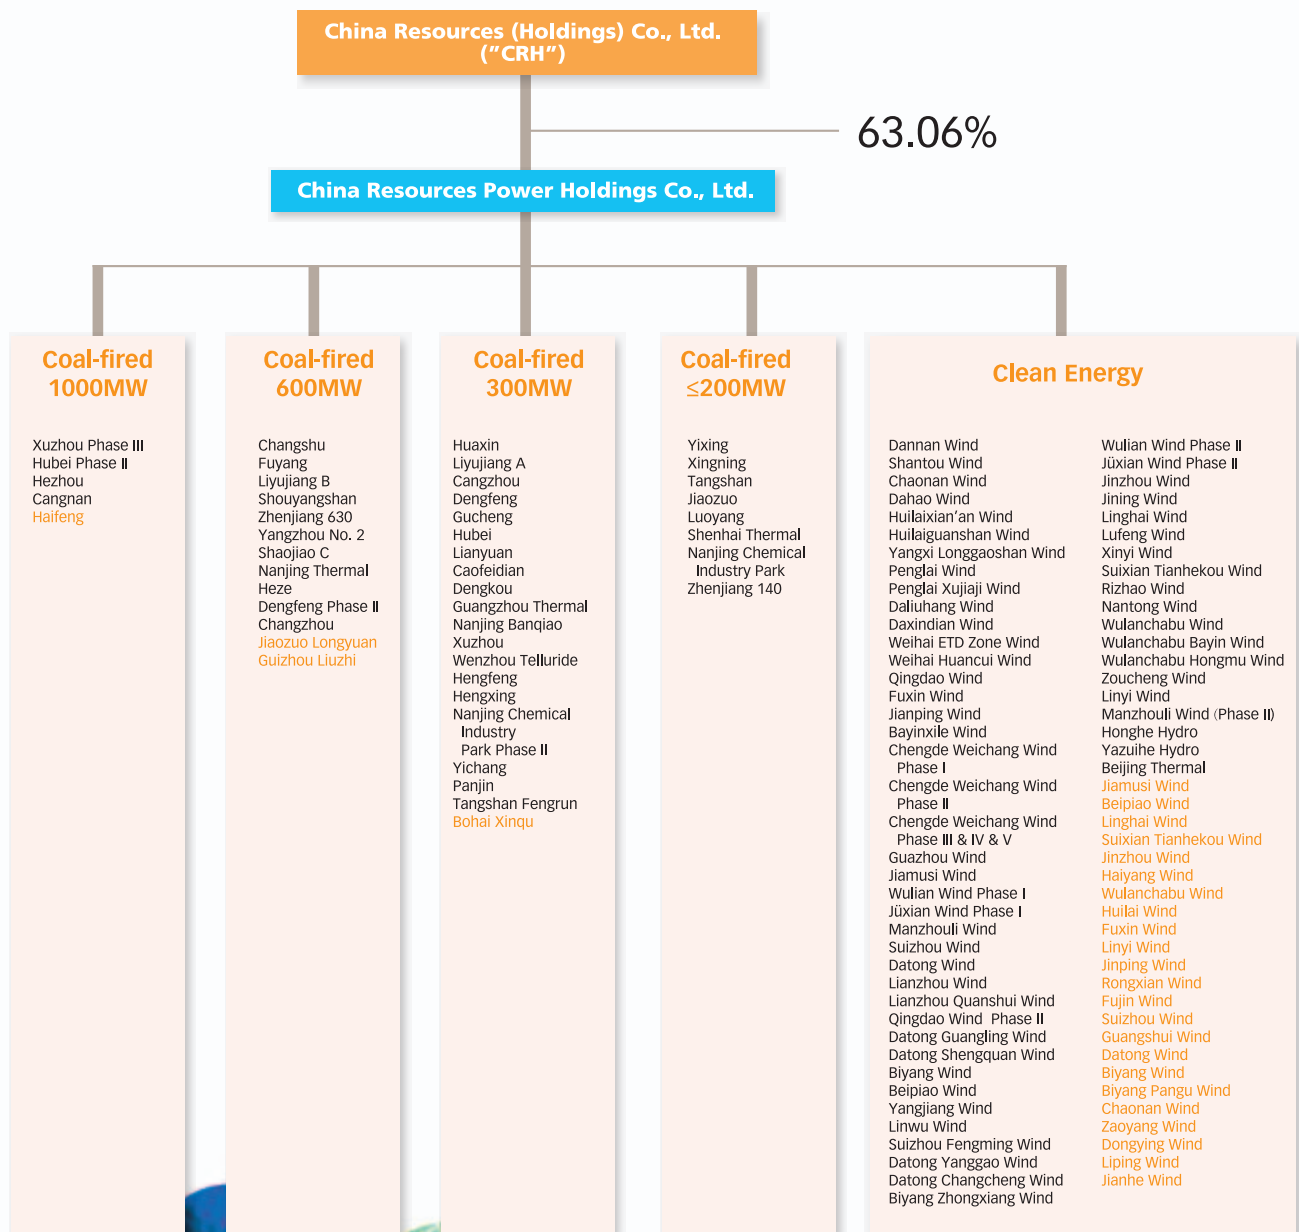 China Resources (Holdings) Co., Ltd.
(”CRH”)
63.06%
China Resources Power Holdings Co., Ltd.
Coal-fired
1000MW
Xuzhou Phase III
Hubei Phase II
Hezhou
Cangnan
Haifeng
Coal-fired
600MW
Changshu
Fuyang
Liyujiang B
Shouyangshan
Zhenjiang 630
Yangzhou No. 2
Shaojiao C
Nanjing Thermal
Heze
Dengfeng Phase II
Changzhou
Jiaozuo Longyuan
Guizhou Liuzhi
Coal-fired
300MW
Huaxin
Liyujiang A
Cangzhou
Dengfeng
Gucheng
Hubei
Lianyuan
Caofeidian
Dengkou
Guangzhou Thermal
Nanjing Banqiao
Xuzhou
Wenzhou Telluride
Hengfeng
Hengxing
Nanjing Chemical
Industry
Park Phase II
Yichang
Panjin
Tangshan Fengrun
Bohai Xinqu
Coal-fired
≤200MW
Yixing
Xingning
Tangshan
Jiaozuo
Luoyang
Shenhai Thermal
Nanjing Chemical
Industry Park
Zhenjiang 140
Clean Energy
Dannan Wind
Shantou Wind
Chaonan Wind
Dahao Wind
Huilaixian’an Wind
Huilaiguanshan Wind
Yangxi Longgaoshan Wind
Penglai Wind
Penglai Xujiaji Wind
Daliuhang Wind
Daxindian Wind
Weihai ETD Zone Wind
Weihai Huancui Wind
Qingdao Wind
Fuxin Wind
Jianping Wind
Bayinxile Wind
Chengde Weichang Wind
Phase I
Chengde Weichang Wind
Phase II
Chengde Weichang Wind
Phase III & IV & V
Guazhou Wind
Jiamusi Wind
Wulian Wind Phase I
Jüxian Wind Phase I
Manzhouli Wind
Suizhou Wind
Datong Wind
Lianzhou Wind
Lianzhou Quanshui Wind
Qingdao Wind Phase II
Datong Guangling Wind
Datong Shengquan Wind
Biyang Wind
Beipiao Wind
Yangjiang Wind
Linwu Wind
Suizhou Fengming Wind
Datong Yanggao Wind
Datong Changcheng Wind
Biyang Zhongxiang Wind
Wulian Wind Phase II
Jüxian Wind Phase II
Jinzhou Wind
Jining Wind
Linghai Wind
Lufeng Wind
Xinyi Wind
Suixian Tianhekou Wind
Rizhao Wind
Nantong Wind
Wulanchabu Wind
Wulanchabu Bayin Wind
Wulanchabu Hongmu Wind
Zoucheng Wind
Linyi Wind
Manzhouli Wind (Phase II)
Honghe Hydro
Yazuihe Hydro
Beijing Thermal
Jiamusi Wind
Beipiao Wind
Linghai Wind
Suixian Tianhekou Wind
Jinzhou Wind
Haiyang Wind
Wulanchabu Wind
Huilai Wind
Fuxin Wind
Linyi Wind
Jinping Wind
Rongxian Wind
Fujin Wind
Suizhou Wind
Guangshui Wind
Datong Wind
Biyang Wind
Biyang Pangu Wind
Chaonan Wind
Zaoyang Wind
Dongying Wind
Liping Wind
Jianhe Wind